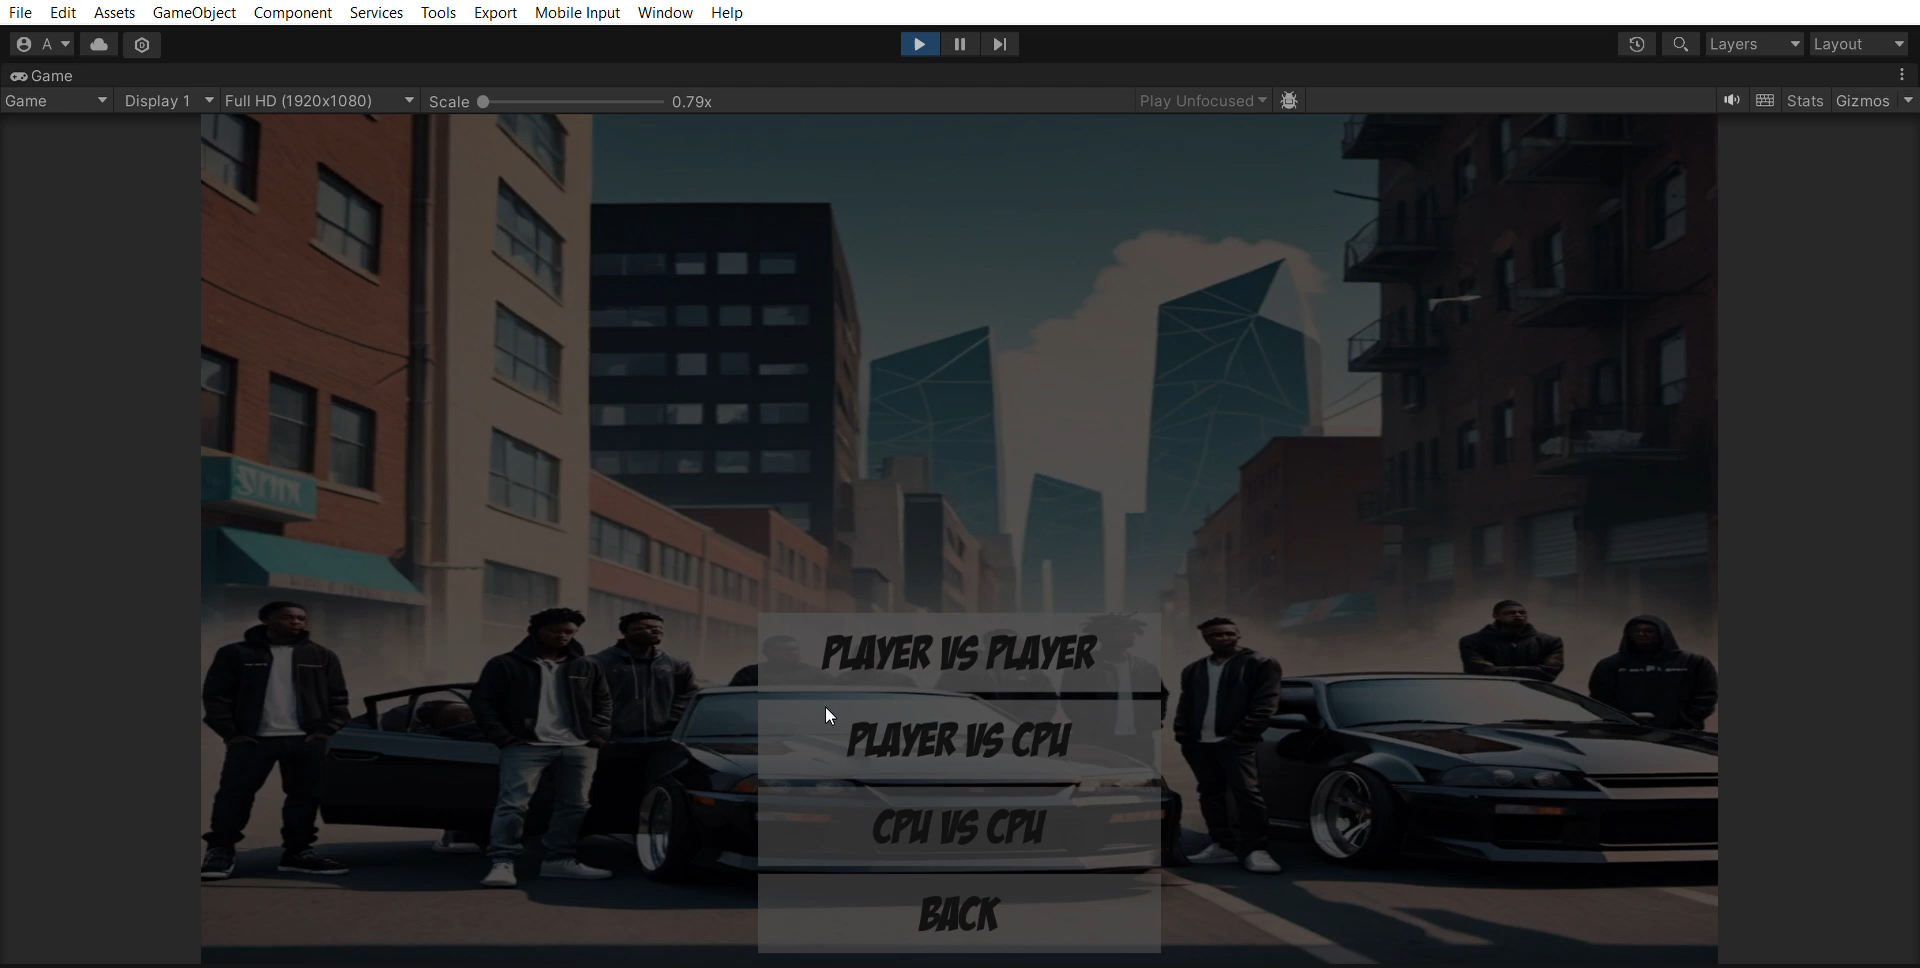 File Edit Assets GameObject Component Services Tools Export Mobile Input Window Help
A Layers Layout
Game
Game Display 1 Full HD (1920x1080) Scale 0.79x Play Unfocused Stats Gizmos
PLAYER VS PLAYER
PLAYER VS CPU
CPU VS CPU
BACK